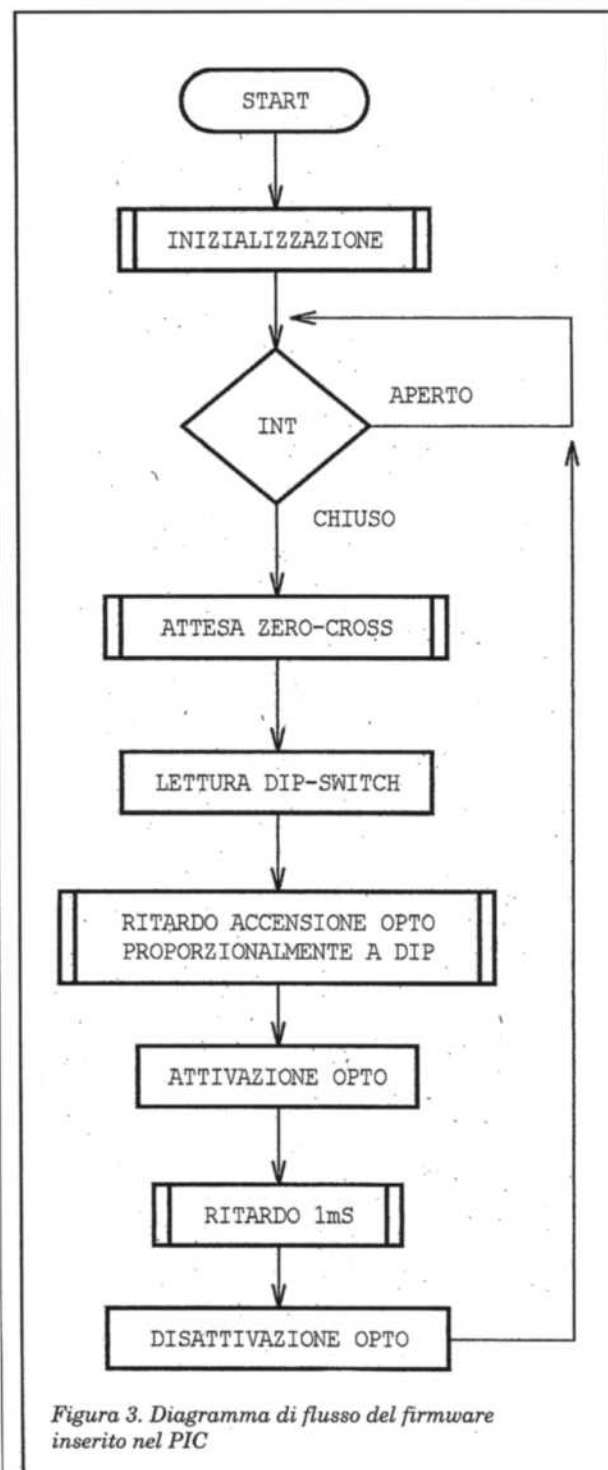 START
INIZIALIZZAZIONE
INT
APERTO
CHIUSO
ATTESA ZERO-CROSS
LETTURA DIP-SWITCH
RITARDO ACCENSIONE OPTO
PROPORZIONALMENTE A DIP
ATTIVAZIONE OPTO
RITARDO 1mS
DISATTIVAZIONE OPTO
Figura 3. Diagramma di flusso del firmware
inserito nel PIC